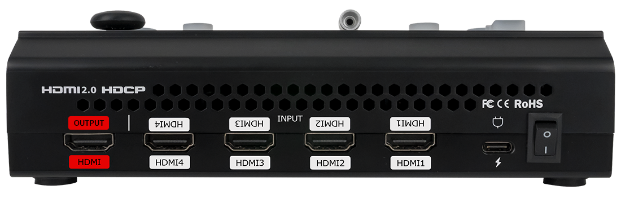 HDMI2.0 HDCP
FC CE RoHS
OUTPUT
HDMI4
HDMI3
INPUT
HDMI2
HDMI1
O
I
HDMI
HDMI4
HDMI3
HDMI2
HDMI1